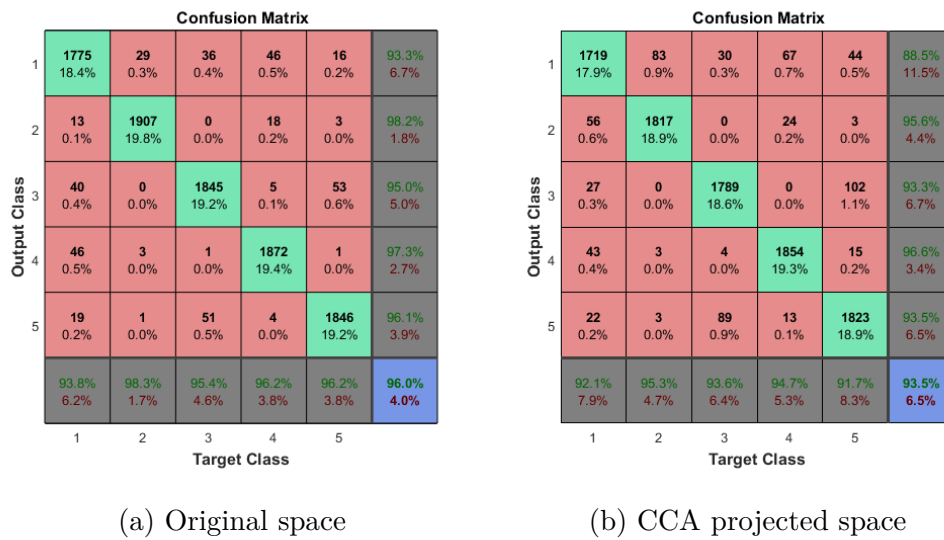 Confusion Matrix
1 1775 29 36 46 16 93.3%
18.4% 0.3% 0.4% 0.5% 0.2% 6.7%
2 13 1907 0 18 3 98.2%
0.1% 19.8% 0.0% 0.2% 0.0% 1.8%
3 40 0 1845 5 53 95.0%
0.4% 0.0% 19.2% 0.1% 0.6% 5.0%
4 46 3 1 1872 1 97.3%
0.5% 0.0% 0.0% 19.4% 0.0% 2.7%
5 19 1 51 4 1846 96.1%
0.2% 0.0% 0.5% 0.0% 19.2% 3.9%
93.8% 98.3% 95.4% 96.2% 96.2% 96.0%
6.2% 1.7% 4.6% 3.8% 3.8% 4.0%
1 2 3 4 5
Target Class
Output Class
(a) Original space
Confusion Matrix
1 1719 83 30 67 44 88.5%
17.9% 0.9% 0.3% 0.7% 0.5% 11.5%
2 56 1817 0 24 3 95.6%
0.6% 18.9% 0.0% 0.2% 0.0% 4.4%
3 27 0 1789 0 102 93.3%
0.3% 0.0% 18.6% 0.0% 1.1% 6.7%
4 43 3 4 1854 15 96.6%
0.4% 0.0% 0.0% 19.3% 0.2% 3.4%
5 22 3 89 13 1823 93.5%
0.2% 0.0% 0.9% 0.1% 18.9% 6.5%
92.1% 95.3% 93.6% 94.7% 91.7% 93.5%
7.9% 4.7% 6.4% 5.3% 8.3% 6.5%
1 2 3 4 5
Target Class
Output Class
(b) CCA projected space